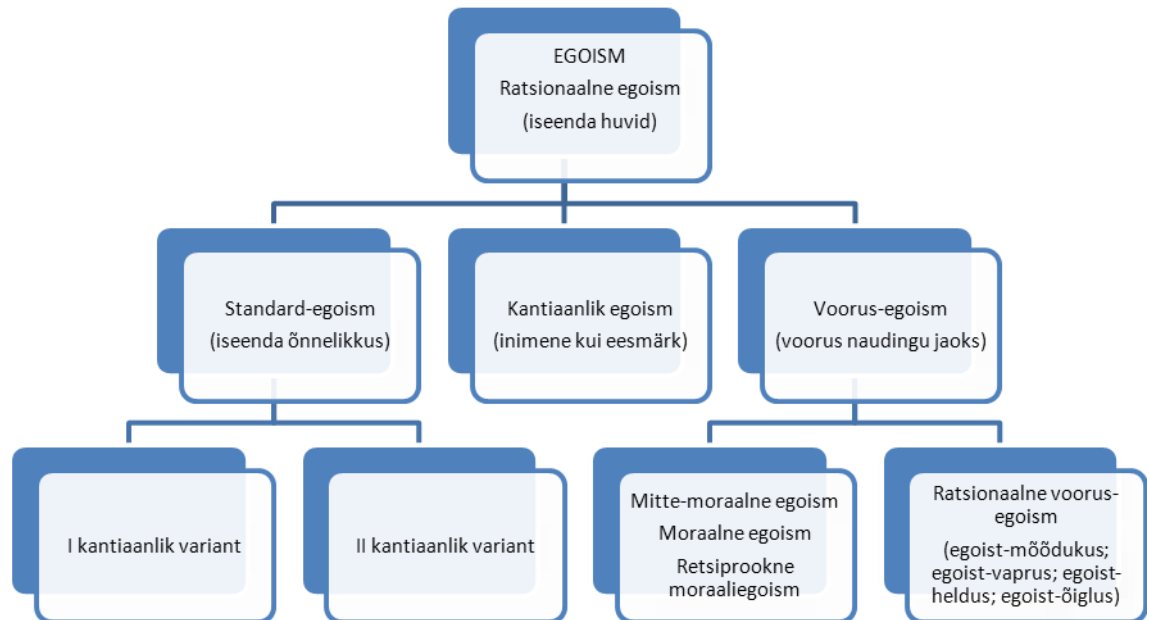 EGOISM
Ratsionaalne egoism
(iseenda huvid)
Standard-egoism
(iseenda õnnelikkus)
Kantiaanlik egoism
(inimene kui eesmärk)
Voorus-egoism
(voorus naudingu jaoks)
I kantiaanlik variant
II kantiaanlik variant
Mitte-moraalne egoism
Moraalne egoism
Retsiprookne
moraaliegoism
Ratsionaalne voorus-
egoism
(egoist-mõõdukus;
egoist-vaprus; egoist-
heldus; egoist-õiglus)